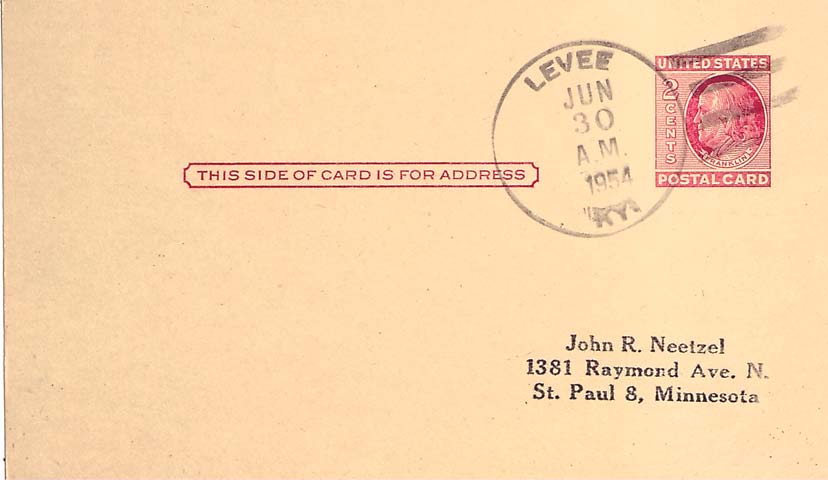 LEVEE
JUN
30
A.M.
1954
KY.
UNITED STATES
2 CENTS
FRANKLIN
POSTAL CARD
THIS SIDE OF CARD IS FOR ADDRESS
John R. Neetzel
1381 Raymond Ave. N.
St. Paul 8, Minnesota